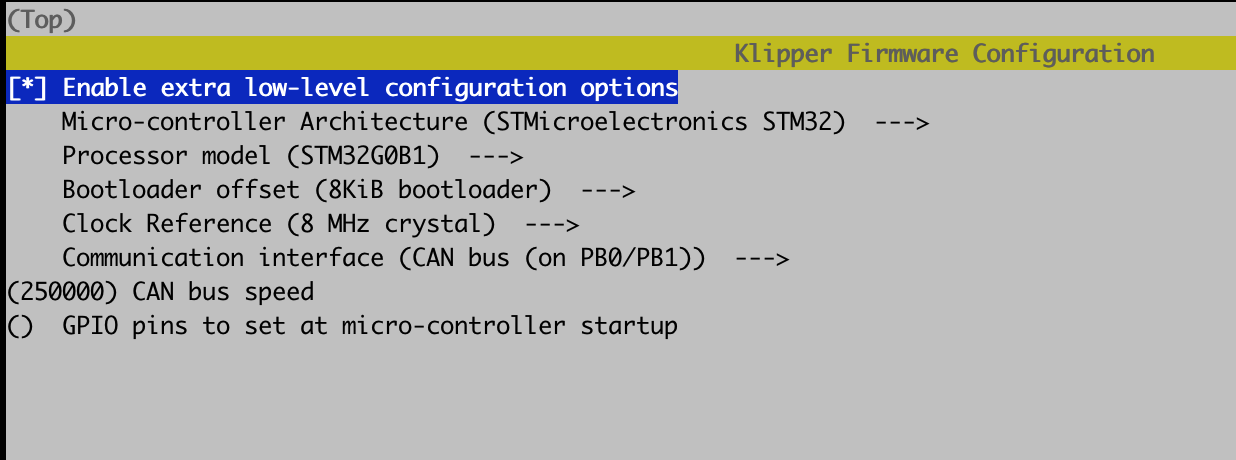 (Top)
Klipper Firmware Configuration
[*] Enable extra low-level configuration options
    Micro-controller Architecture (STMicroelectronics STM32)  --->
    Processor model (STM32G0B1)  --->
    Bootloader offset (8KiB bootloader)  --->
    Clock Reference (8 MHz crystal)  --->
    Communication interface (CAN bus (on PB0/PB1))  --->
(250000) CAN bus speed
()  GPIO pins to set at micro-controller startup